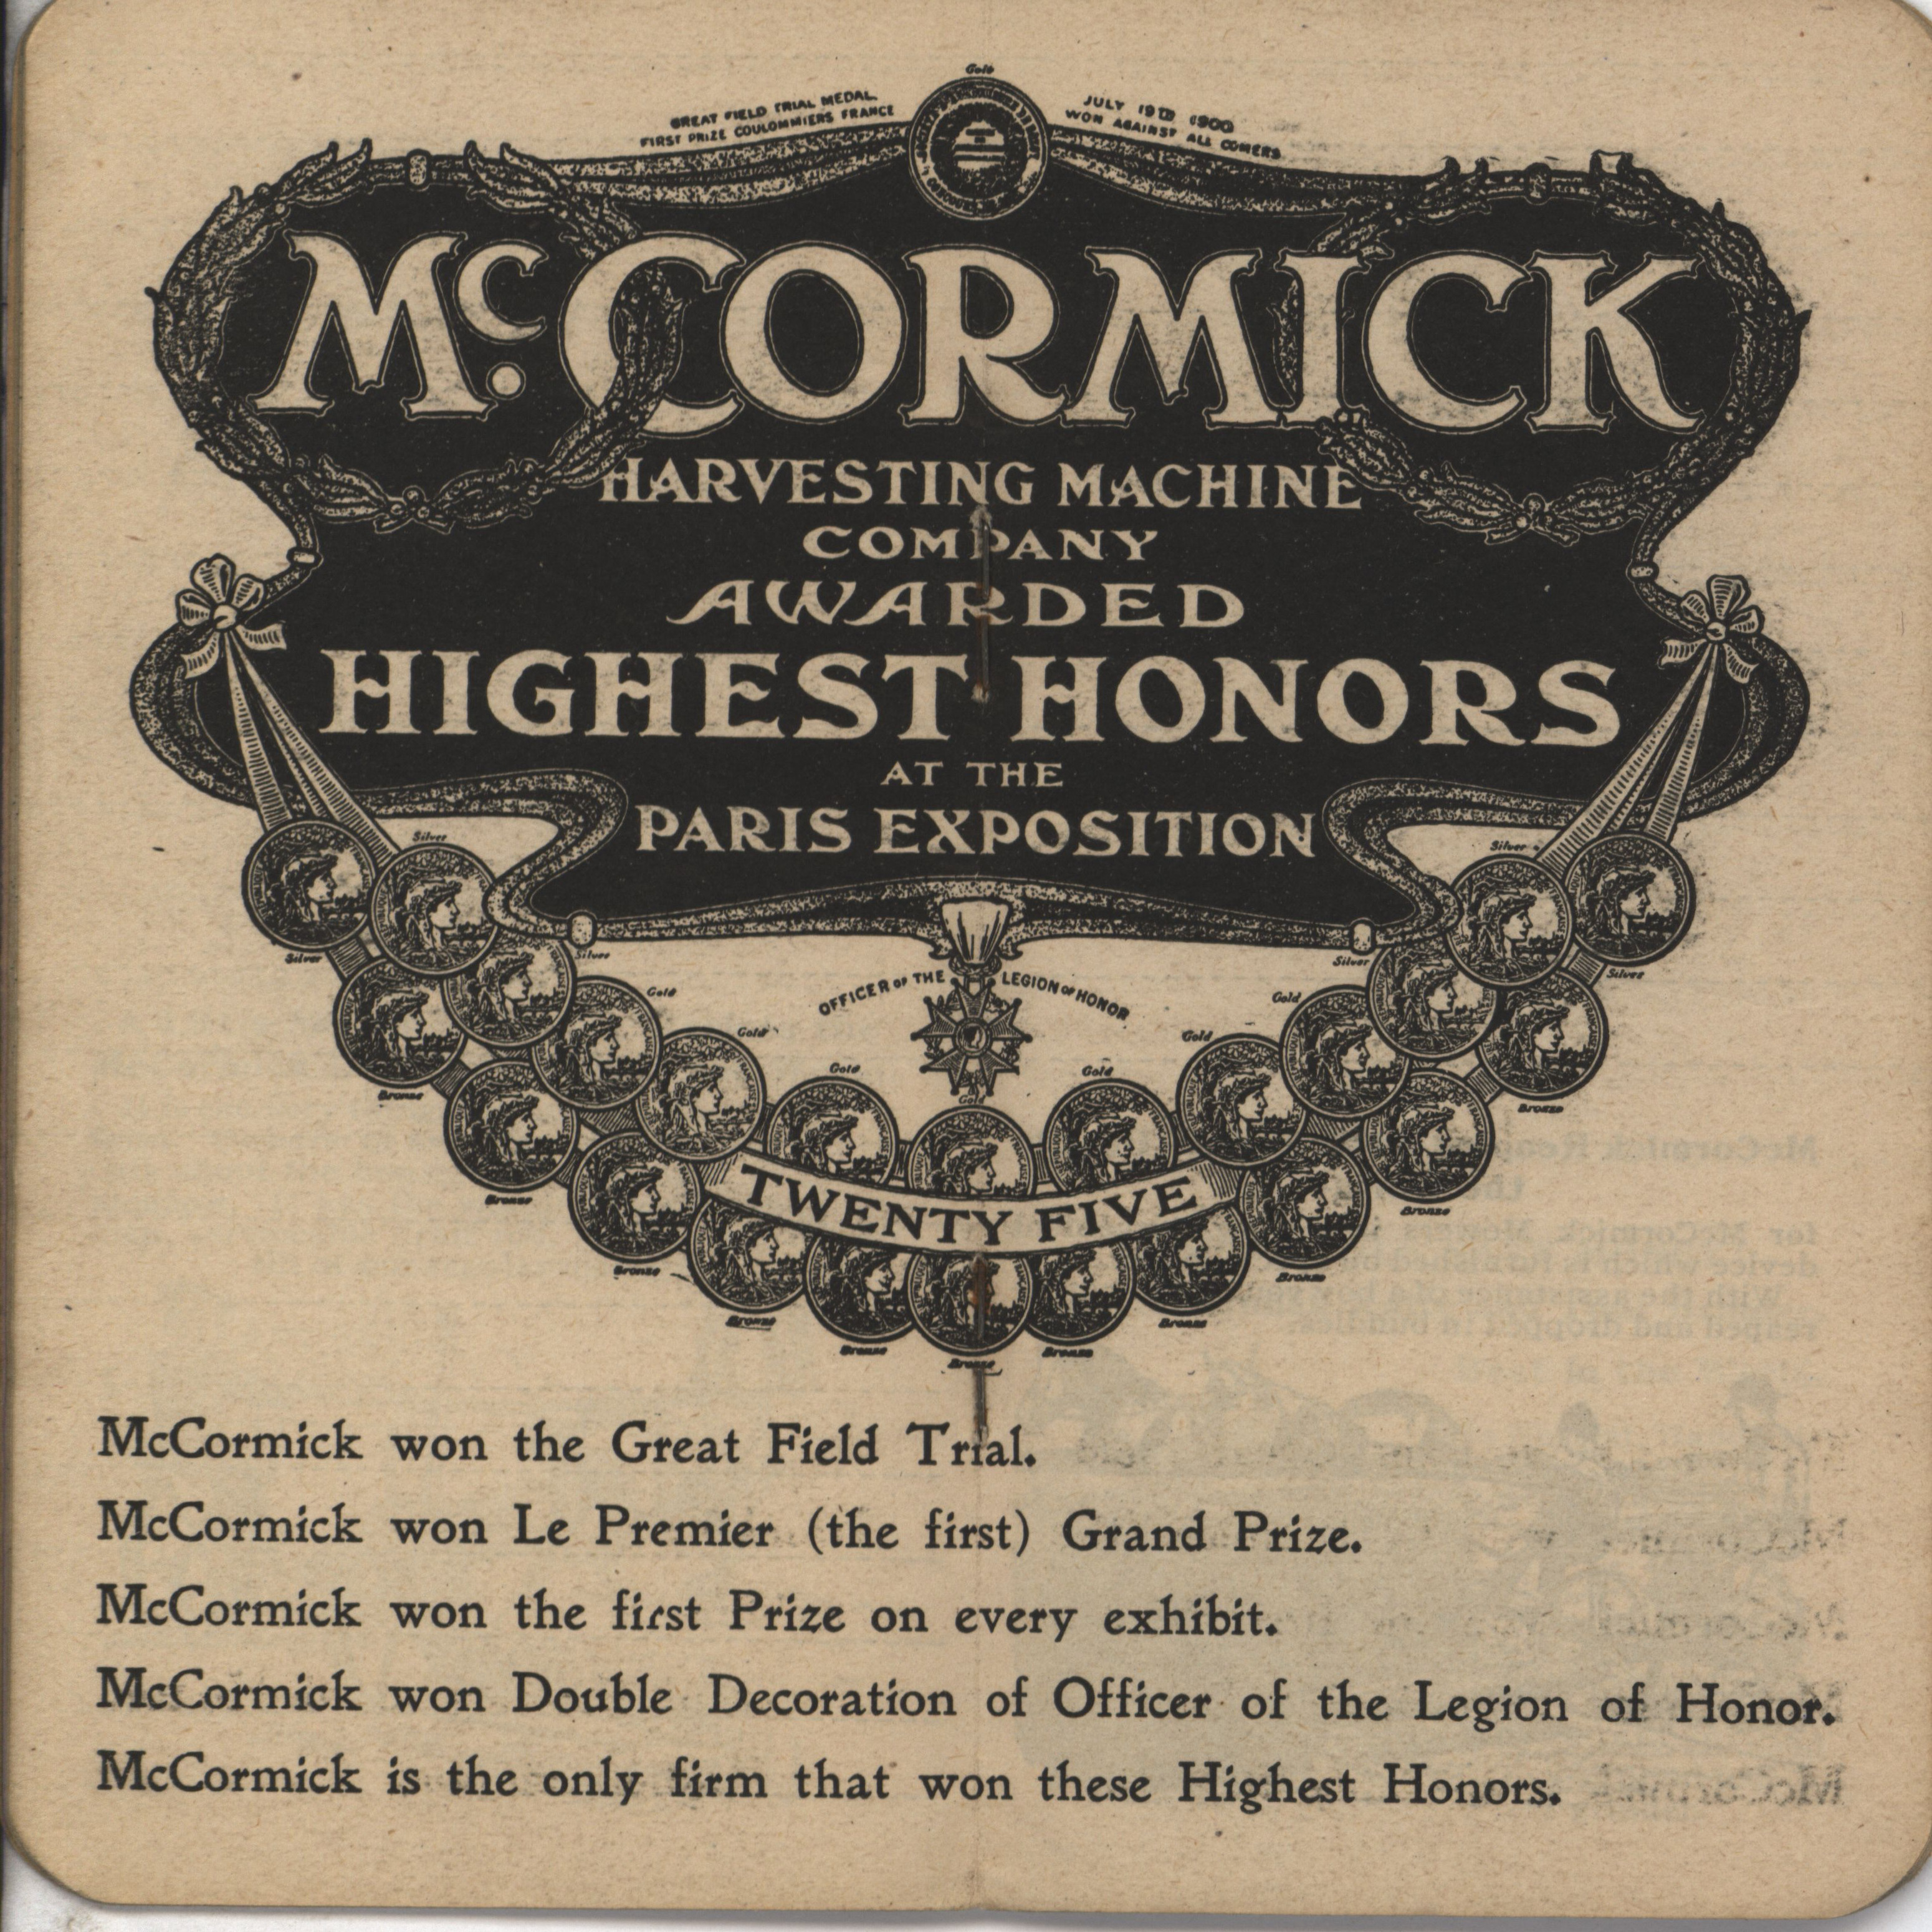 Gold
GREAT FIELD TRIAL MEDAL.
FIRST PRIZE COULOMMIERS FRANCE
JULY 19TH 1900
WON AGAINST ALL COMERS
McCORMICK
HARVESTING MACHINE
COMPANY
AWARDED
HIGHEST HONORS
AT THE
PARIS EXPOSITION
Silver
Silver
Silver
Silver
Silver
Silver
OFFICER OF THE LEGION OF HONOR
Gold
Gold
Gold
Gold
Gold
Gold
Gold
Bronze
Bronze
TWENTY FIVE
Bronze
Bronze
Bronze
Bronze
Bronze
Bronze
Bronze
Bronze
Bronze
McCormick won the Great Field Trial.
McCormick won Le Premier (the first) Grand Prize.
McCormick won the first Prize on every exhibit.
McCormick won Double Decoration of Officer of the Legion of Honor.
McCormick is the only firm that won these Highest Honors.